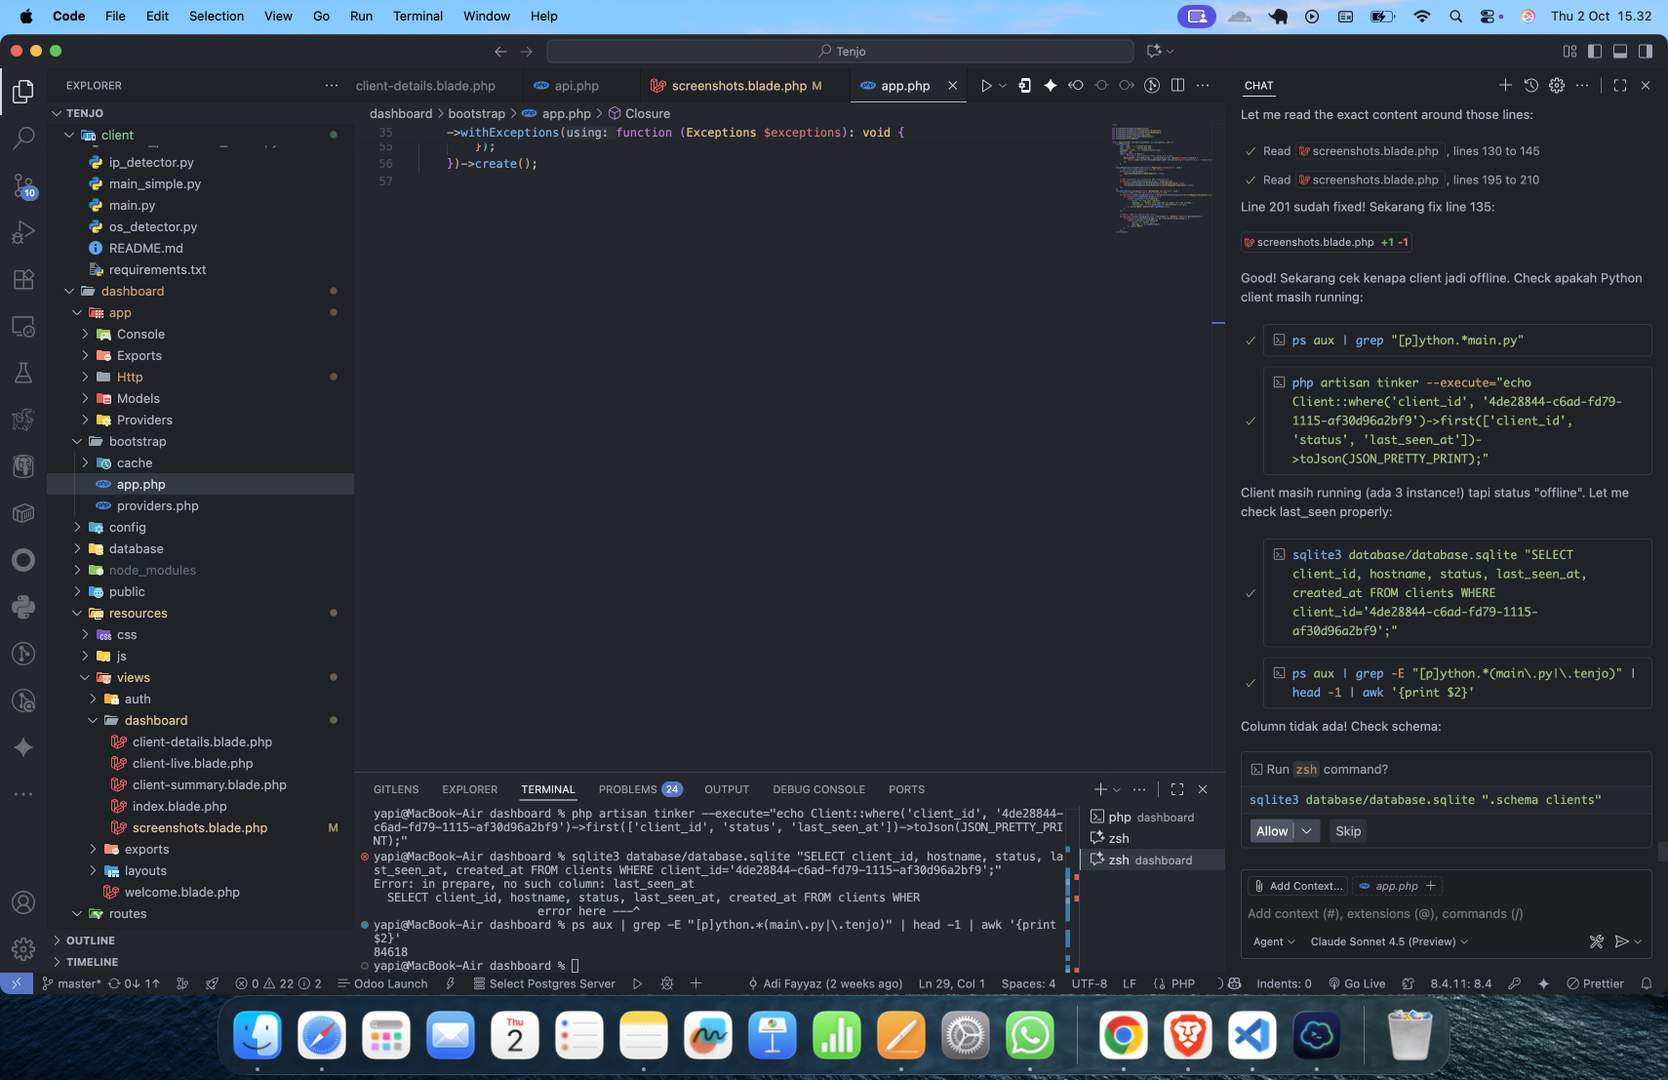 Code File Edit Selection View Go Run Terminal Window Help
Thu 2 Oct 15.32
Tenjo
EXPLORER
TENJO
client
ip_detector.py
main_simple.py
main.py
os_detector.py
README.md
requirements.txt
dashboard
app
Console
Exports
Http
Models
Providers
bootstrap
cache
app.php
providers.php
config
database
node_modules
public
resources
css
js
views
auth
dashboard
client-details.blade.php
client-live.blade.php
client-summary.blade.php
index.blade.php
screenshots.blade.php M
exports
layouts
welcome.blade.php
routes
OUTLINE
TIMELINE
10
client-details.blade.php api.php screenshots.blade.php M app.php
dashboard > bootstrap > app.php > Closure
35 ->withExceptions(using: function (Exceptions $exceptions): void {
55 });
56 })->create();
57
GITLENS EXPLORER TERMINAL PROBLEMS 24 OUTPUT DEBUG CONSOLE PORTS
yapi@MacBook-Air dashboard % php artisan tinker --execute="echo Client::where('client_id', '4de28844-
c6ad-fd79-1115-af30d96a2bf9')->first(['client_id', 'status', 'last_seen_at'])->toJson(JSON_PRETTY_PRI
NT);"
yapi@MacBook-Air dashboard % sqlite3 database/database.sqlite "SELECT client_id, hostname, status, la
st_seen_at, created_at FROM clients WHERE client_id='4de28844-c6ad-fd79-1115-af30d96a2bf9';"
Error: in prepare, no such column: last_seen_at
SELECT client_id, hostname, status, last_seen_at, created_at FROM clients WHER
error here ---^
yapi@MacBook-Air dashboard % ps aux | grep -E "[p]ython.*(main\.py|\.tenjo)" | head -1 | awk '{print
$2}'
84618
yapi@MacBook-Air dashboard %
php dashboard
zsh
zsh dashboard
CHAT
Let me read the exact content around those lines:
Read screenshots.blade.php , lines 130 to 145
Read screenshots.blade.php , lines 195 to 210
Line 201 sudah fixed! Sekarang fix line 135:
screenshots.blade.php +1 -1
Good! Sekarang cek kenapa client jadi offline. Check apakah Python
client masih running:
ps aux | grep "[p]ython.*main.py"
php artisan tinker --execute="echo
Client::where('client_id', '4de28844-c6ad-fd79-
1115-af30d96a2bf9')->first(['client_id',
'status', 'last_seen_at'])-
>toJson(JSON_PRETTY_PRINT);"
Client masih running (ada 3 instance!) tapi status "offline". Let me
check last_seen properly:
sqlite3 database/database.sqlite "SELECT
client_id, hostname, status, last_seen_at,
created_at FROM clients WHERE
client_id='4de28844-c6ad-fd79-1115-
af30d96a2bf9';"
ps aux | grep -E "[p]ython.*(main\.py|\.tenjo)" |
head -1 | awk '{print $2}'
Column tidak ada! Check schema:
Run zsh command?
sqlite3 database/database.sqlite ".schema clients"
Allow Skip
Add Context... app.php +
Add context (#), extensions (@), commands (/)
Agent Claude Sonnet 4.5 (Preview)
master* 0↓ 1↑ 0 22 2 Odoo Launch Select Postgres Server Adi Fayyaz (2 weeks ago) Ln 29, Col 1 Spaces: 4 UTF-8 LF PHP Indents: 0 Go Live 8.4.11: 8.4 Prettier
Thu
2